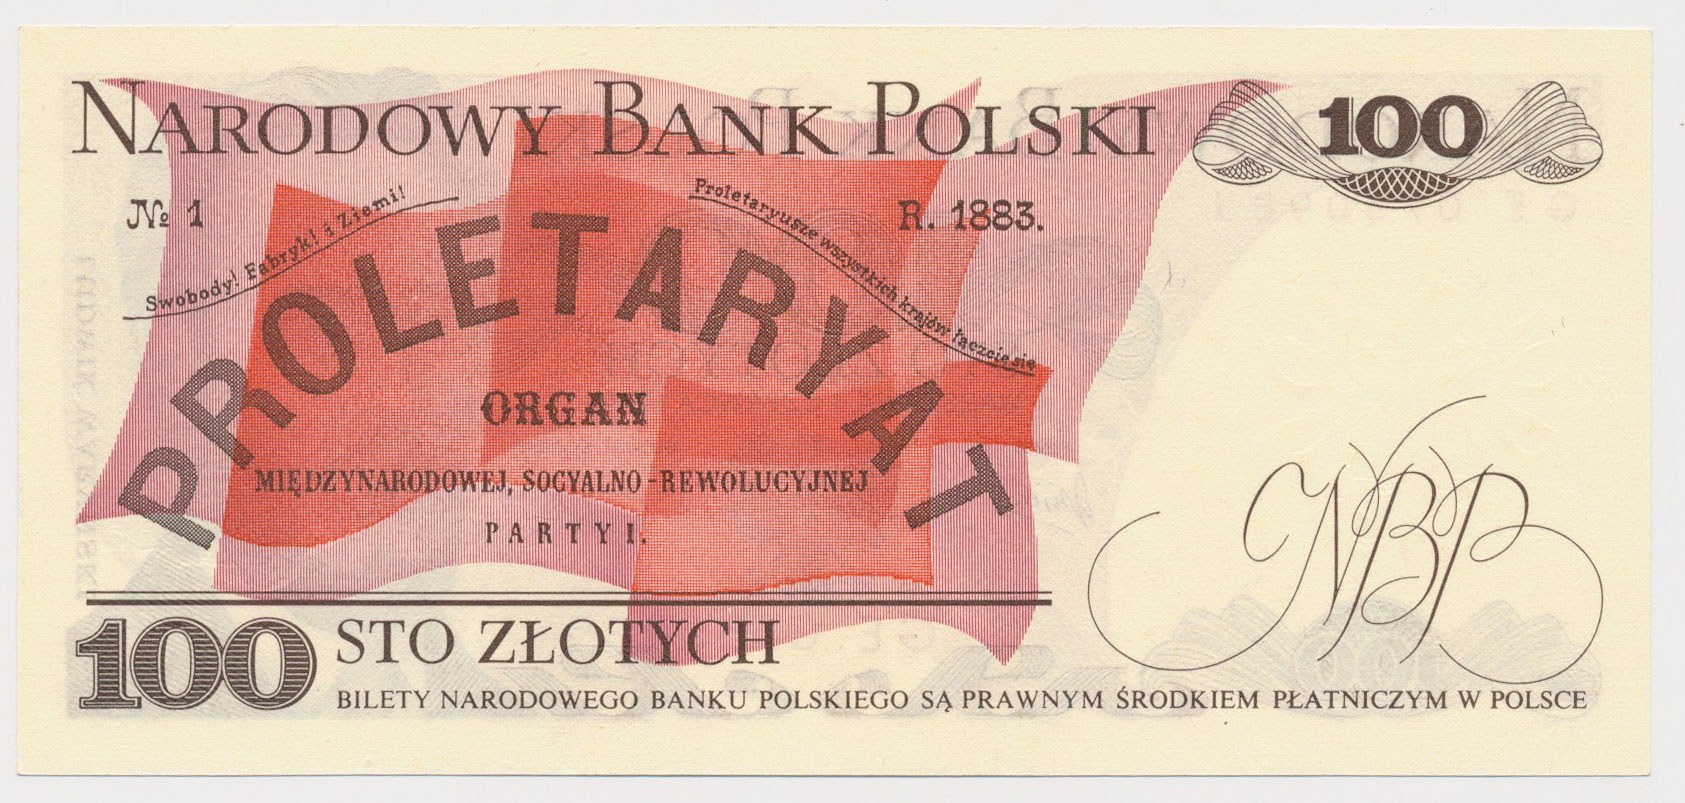 NARODOWY BANK POLSKI
100
№ 1
Swobody! Fabryk! i Ziemi!
Proletaryusze wszystkich krajów łączcie się
R. 1883.
PROLETARYAT
ORGAN
MIĘDZYNARODOWEJ, SOCYALNO-REWOLUCYJNEJ
PARTYI.
NBP
100
STO ZŁOTYCH
BILETY NARODOWEGO BANKU POLSKIEGO SĄ PRAWNYM ŚRODKIEM PŁATNICZYM W POLSCE